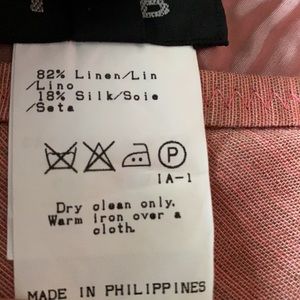 82% Linen/Lin
/Lino
18% Silk/Soie
/Seta
P
IA-1
Dry clean only.
Warm iron over a
cloth.
MADE IN PHILIPPINES